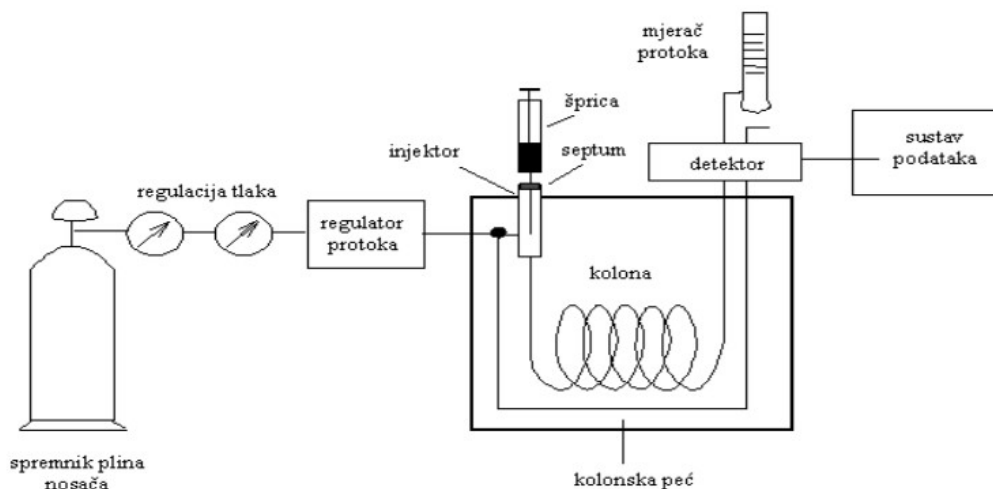 mjerač
protoka
šprica
injektor
septum
detektor
sustav
podataka
regulacija tlaka
regulator
protoka
kolona
spremnik plina
nosača
kolonska peć